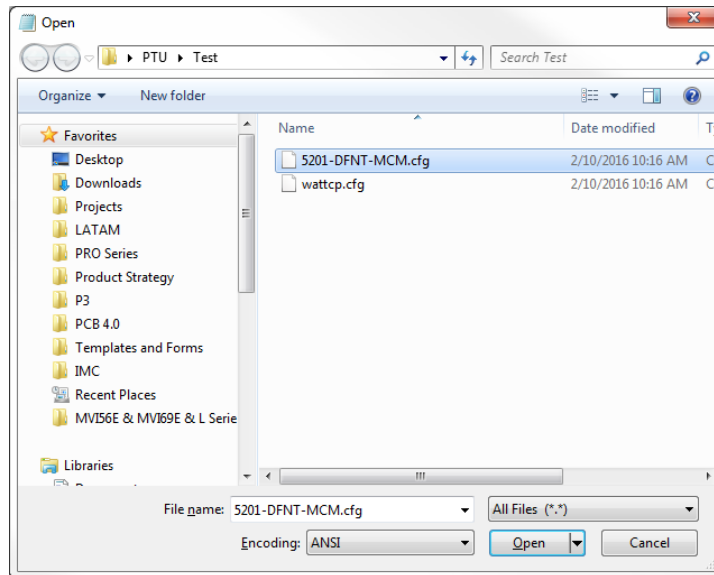 Open
PTU Test
Search Test
Organize New folder
Name Date modified
Favorites
Desktop
Downloads
Projects
LATAM
PRO Series
Product Strategy
P3
PCB 4.0
Templates and Forms
IMC
Recent Places
MVI56E & MVI69E & L Serie
Libraries
5201-DFNT-MCM.cfg 2/10/2016 10:16 AM C
wattcp.cfg 2/10/2016 10:16 AM C
File name: 5201-DFNT-MCM.cfg All Files (*.*)
Encoding: ANSI Open Cancel